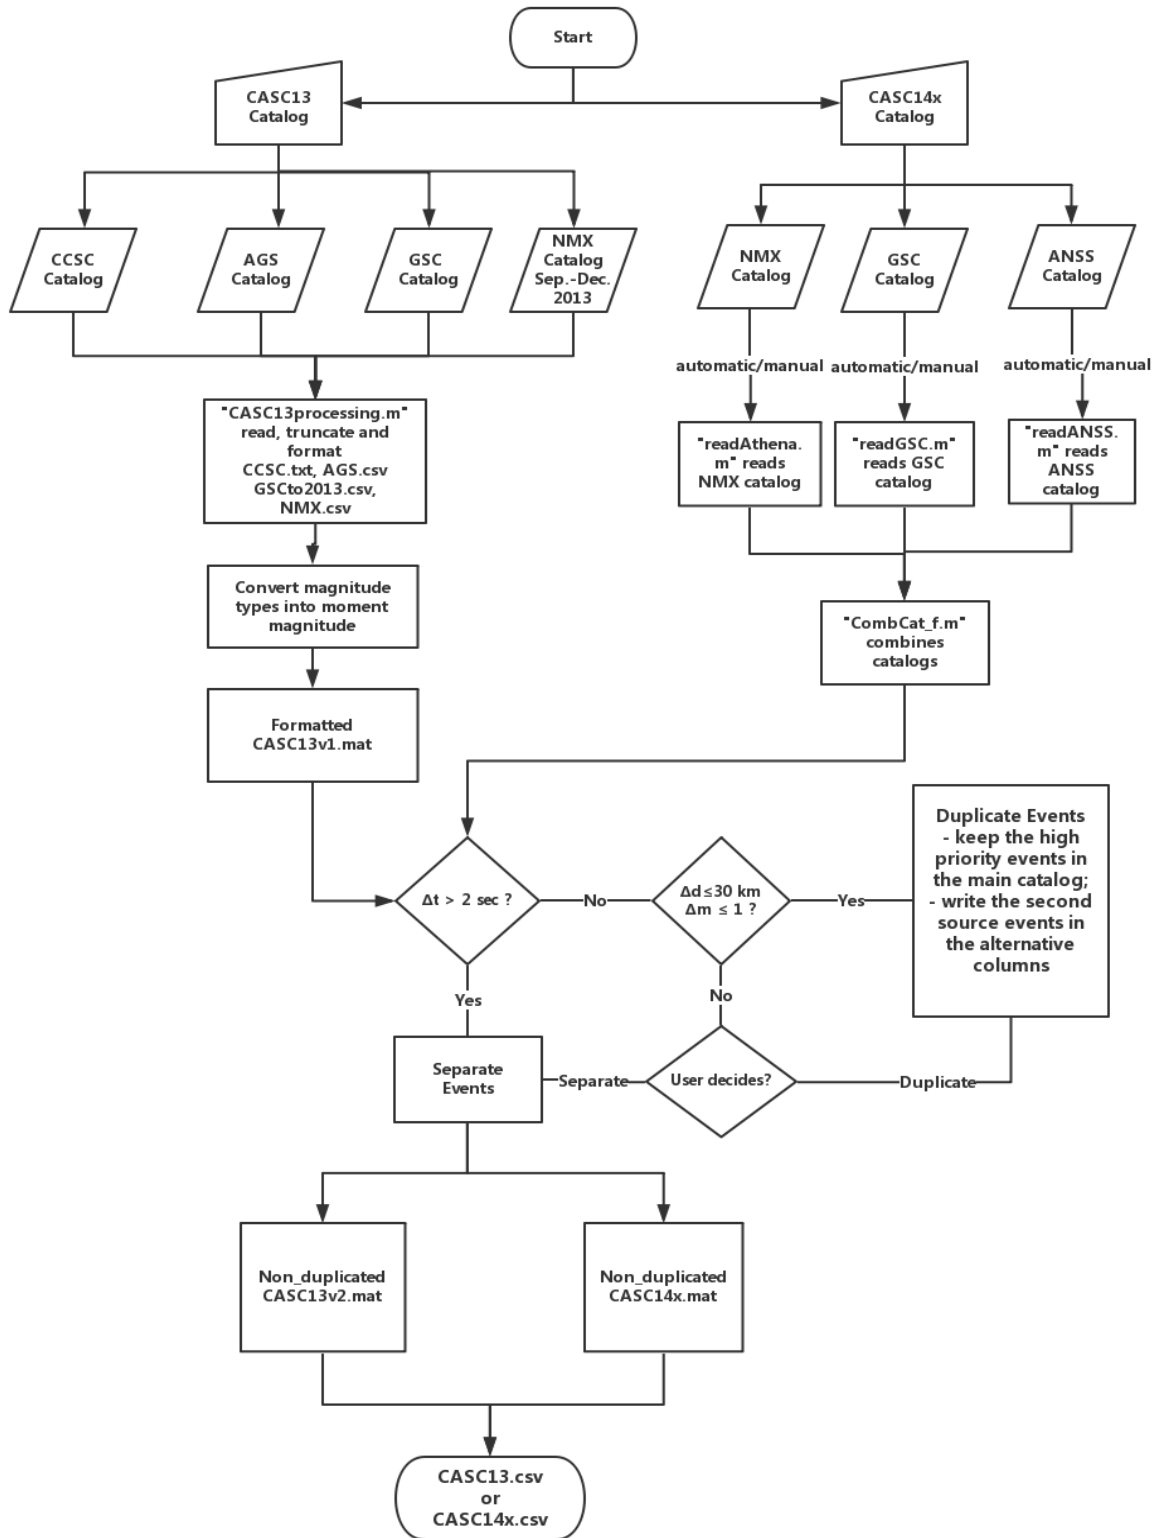 Start
CASC13
Catalog
CASC14x
Catalog
CCSC
Catalog
AGS
Catalog
GSC
Catalog
NMX
Catalog
Sep.-Dec.
2013
NMX
Catalog
GSC
Catalog
ANSS
Catalog
automatic/manual
automatic/manual
automatic/manual
"CASC13processing.m"
read, truncate and
format
CCSC.txt, AGS.csv
GSCto2013.csv,
NMX.csv
"readAthena.
m" reads
NMX catalog
"readGSC.m"
reads GSC
catalog
"readANSS.
m" reads
ANSS
catalog
Convert magnitude
types into moment
magnitude
"CombCat_f.m"
combines
catalogs
Formatted
CASC13v1.mat
Δt > 2 sec ?
No
Δd≤30 km
Δm ≤ 1 ?
Yes
Duplicate Events
- keep the high
priority events in
the main catalog;
- write the second
source events in
the alternative
columns
Yes
No
Separate
Events
Separate
User decides?
Duplicate
Non_duplicated
CASC13v2.mat
Non_duplicated
CASC14x.mat
CASC13.csv
or
CASC14x.csv